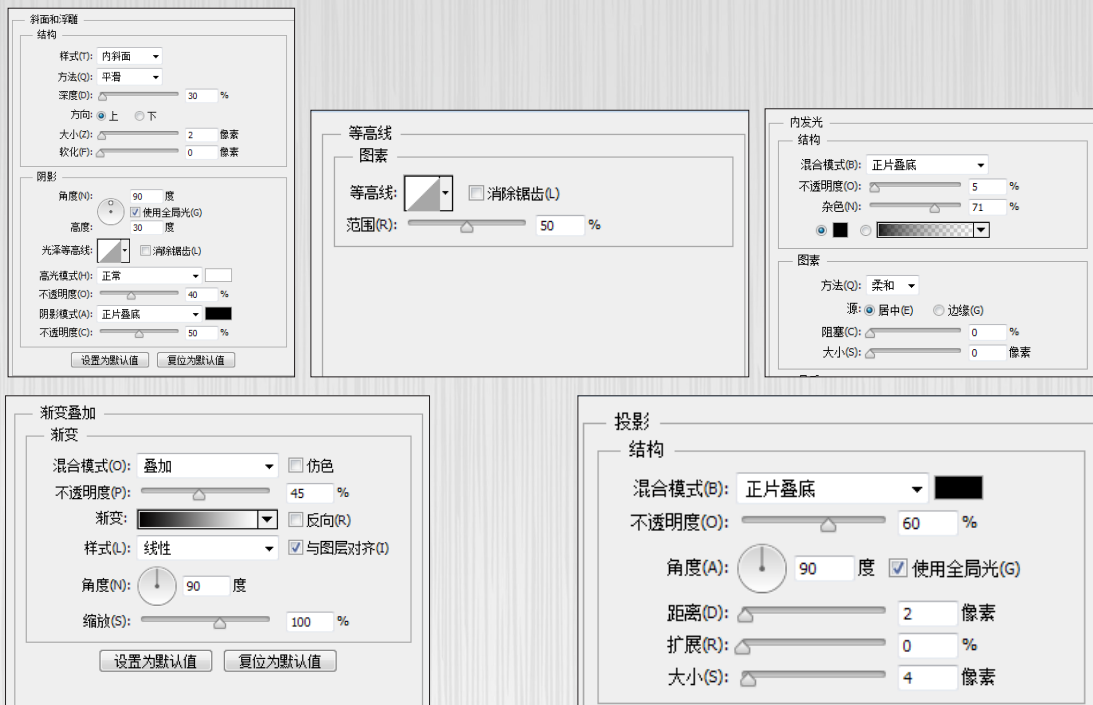 斜面和浮雕
结构
样式(T): 内斜面
方法(Q): 平滑
深度(D): 30 %
方向: 上 下
大小(Z): 2 像素
软化(F): 0 像素
阴影
角度(N): 90 度
使用全局光(G)
高度: 30 度
光泽等高线: 消除锯齿(L)
高光模式(H): 正常
不透明度(O): 40 %
阴影模式(A): 正片叠底
不透明度(C): 50 %
设置为默认值 复位为默认值
等高线
图素
等高线: 消除锯齿(L)
范围(R): 50 %
内发光
结构
混合模式(B): 正片叠底
不透明度(O): 5 %
杂色(N): 71 %
图素
方法(Q): 柔和
源: 居中(E) 边缘(G)
阻塞(C): 0 %
大小(S): 0 像素
渐变叠加
渐变
混合模式(O): 叠加 仿色
不透明度(P): 45 %
渐变: 反向(R)
样式(L): 线性 与图层对齐(I)
角度(N): 90 度
缩放(S): 100 %
设置为默认值 复位为默认值
投影
结构
混合模式(B): 正片叠底
不透明度(O): 60 %
角度(A): 90 度 使用全局光(G)
距离(D): 2 像素
扩展(R): 0 %
大小(S): 4 像素